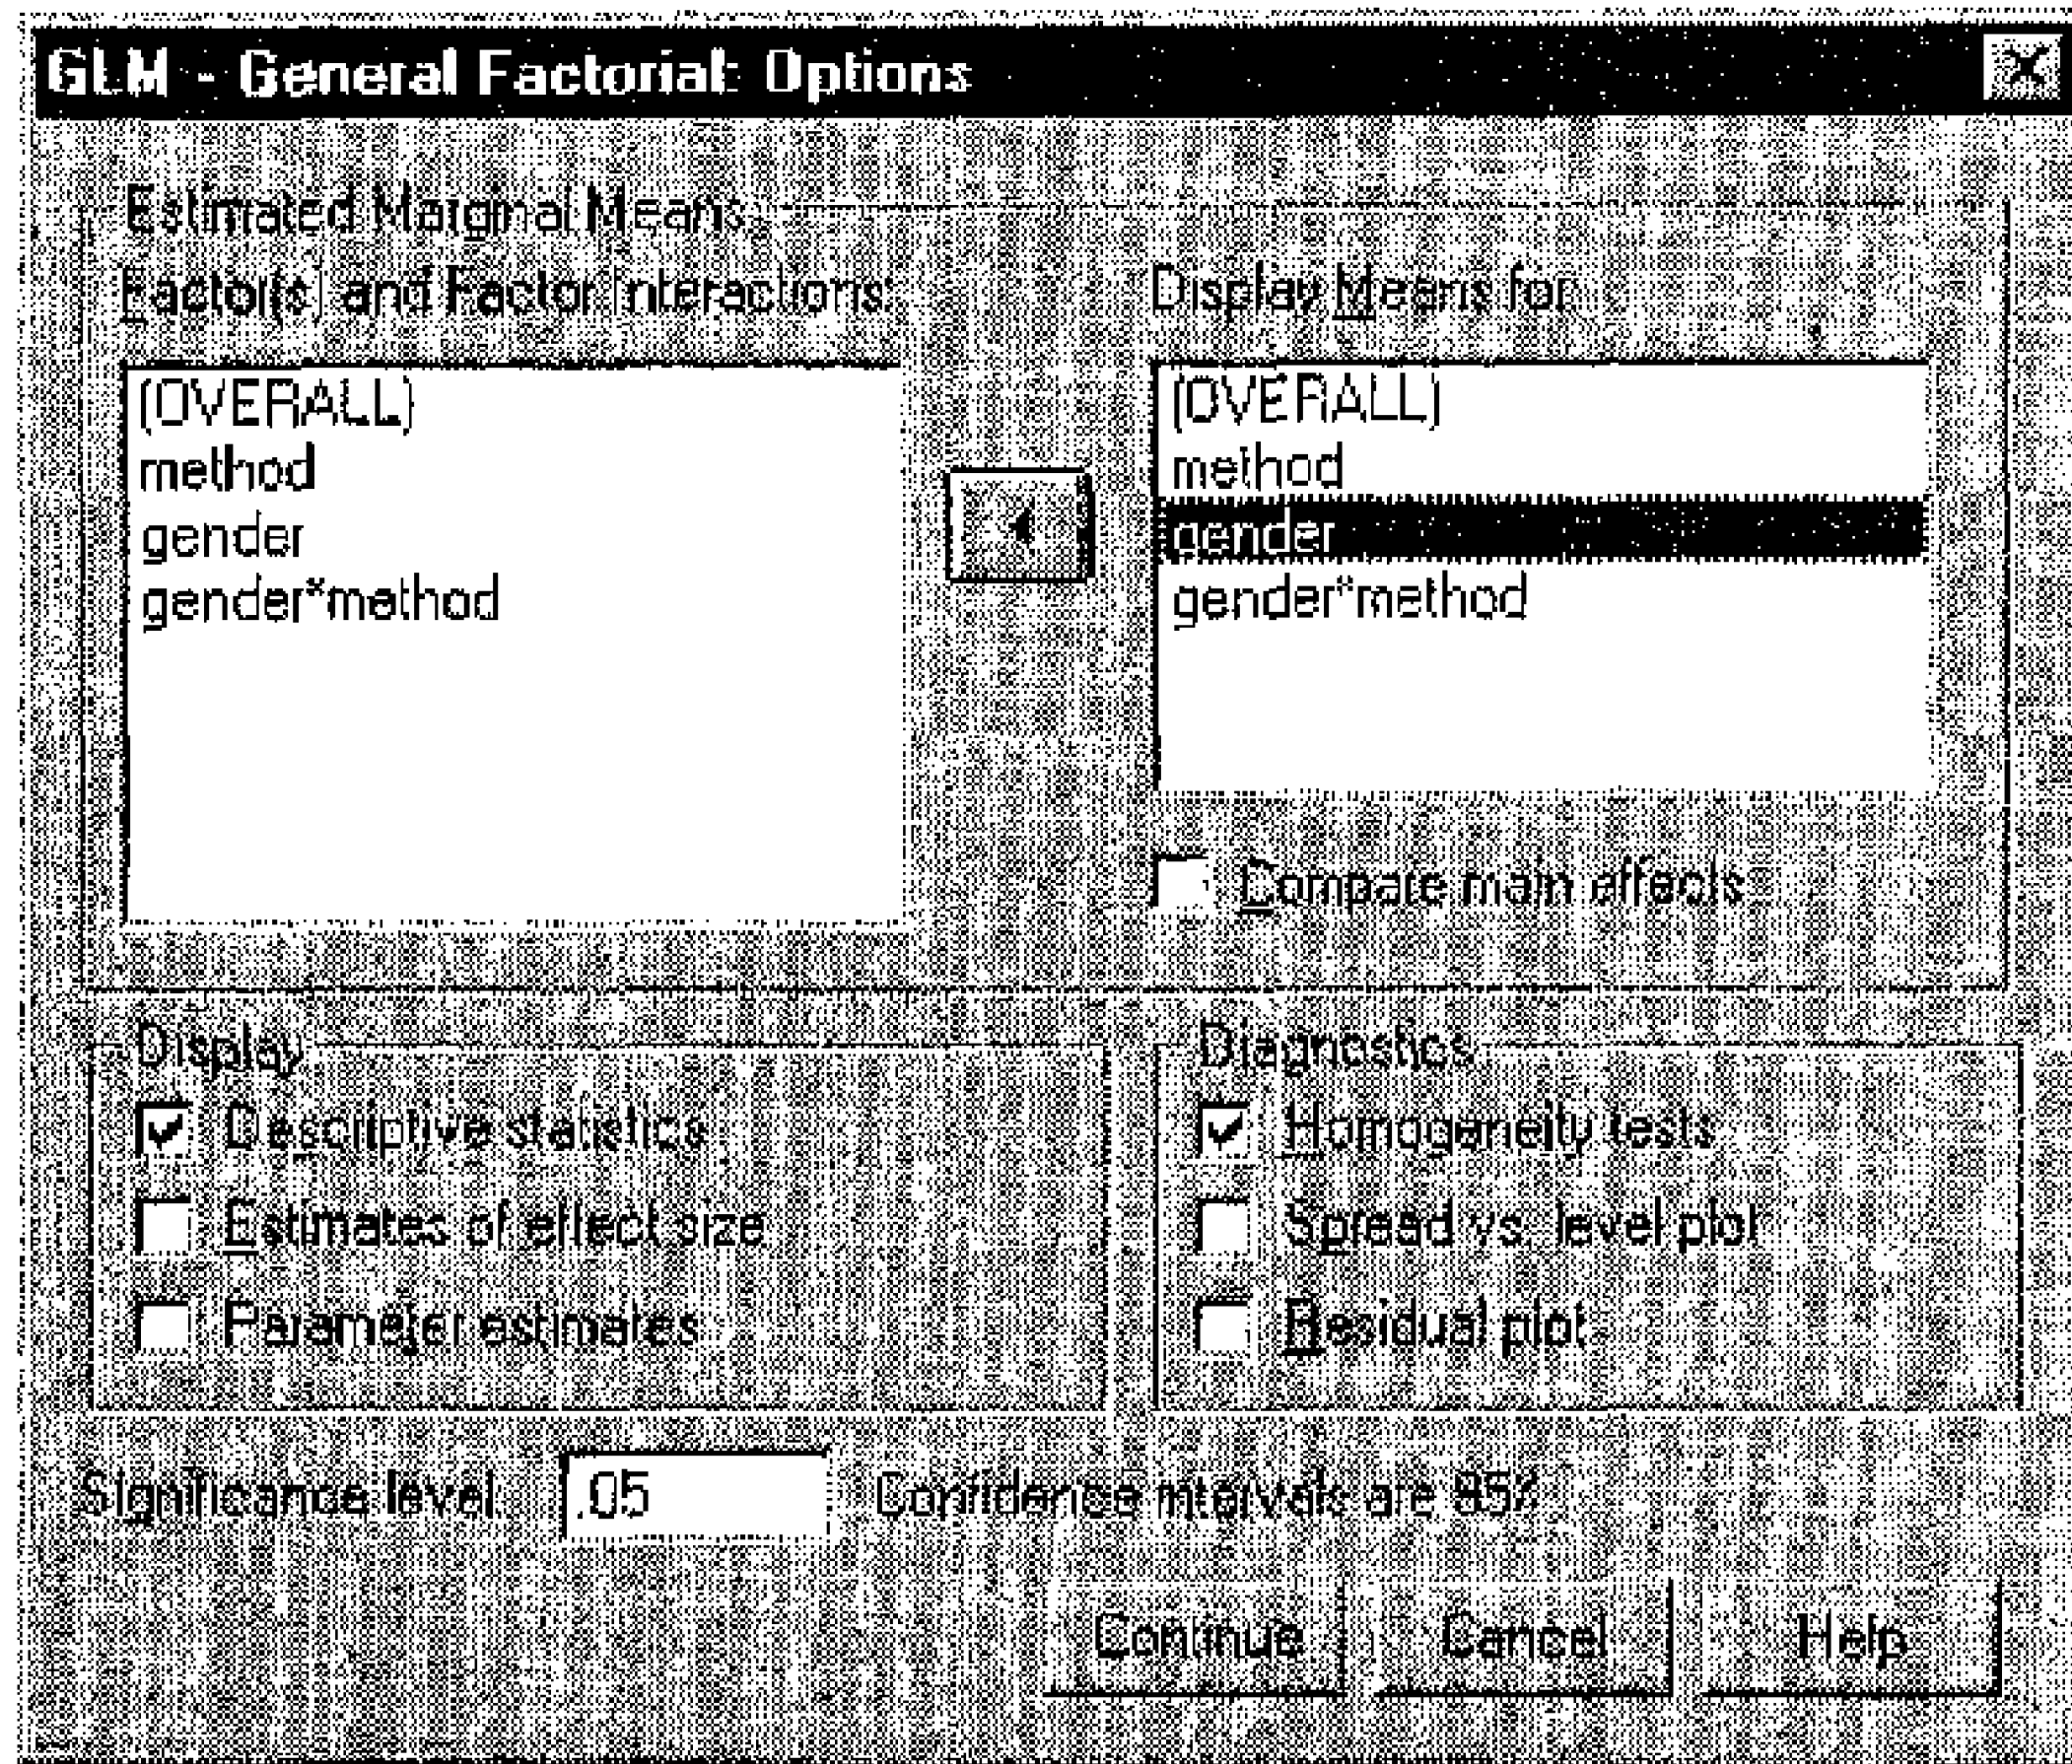 GLM - General Factorial: Options
Estimated Marginal Means
Factor(s) and Factor Interactions:
(OVERALL)
method
gender
gender*method
Display Means for
(OVERALL)
method
gender
gender*method
Compare main effects
Display
Descriptive statistics
Estimates of effect size
Parameter estimates
Diagnostics
Homogeneity tests
Spread vs. level plot
Residual plot
Significance level: .05 Confidence intervals are 95%
Continue Cancel Help